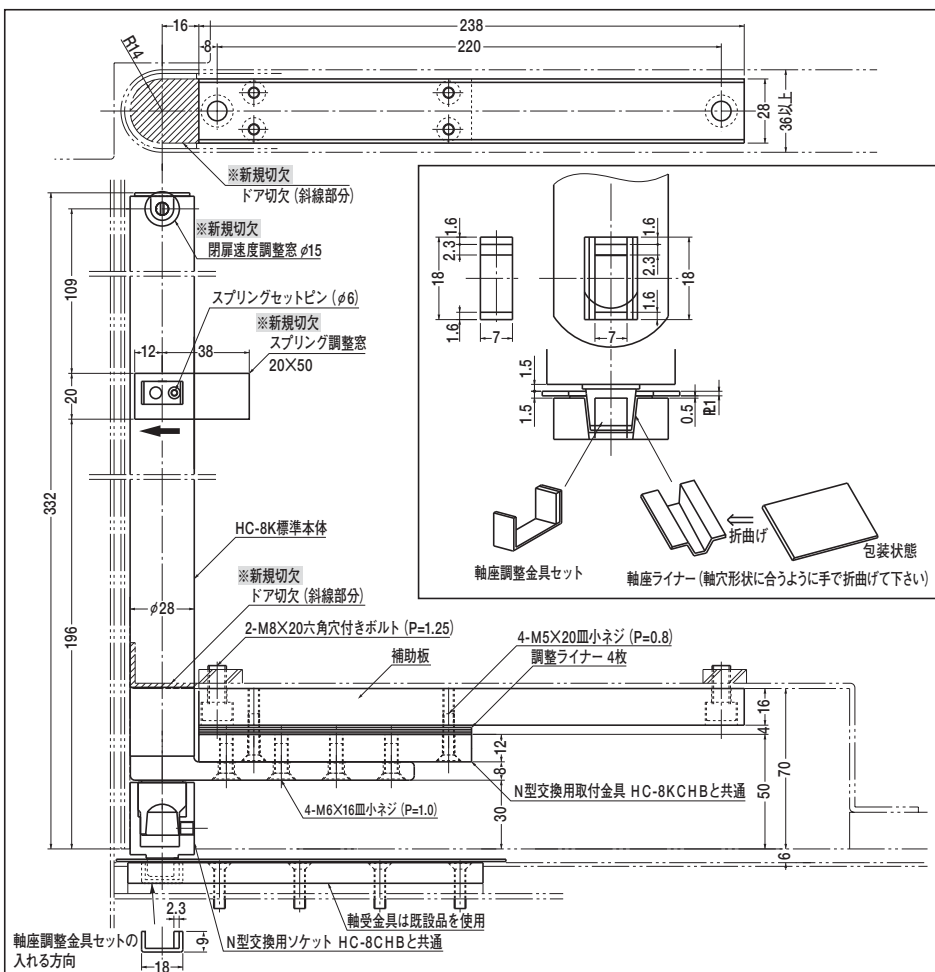 16
238
8
220
R14
28
36以上
※新規切欠
ドア切欠 (斜線部分)
※新規切欠
閉扉速度調整窓 φ15
スプリングセットピン (φ6)
※新規切欠
スプリング調整窓
20×50
12
38
109
20
332
196
1.6
2.3
18
1.6
7
1.6
2.3
18
1.6
7
1.5
1.5
0.5
軸座調整金具セット
折曲げ
包装状態
軸座ライナー (軸穴形状に合うように手で折曲げて下さい)
HC-8K標準本体
※新規切欠
ドア切欠 (斜線部分)
φ28
2-M8×20六角穴付きボルト (P=1.25)
4-M5×20皿小ネジ (P=0.8)
補助板
調整ライナー 4枚
16
4
12
8
30
50
70
6
N型交換用取付金具 HC-8KCHBと共通
4-M6×16皿小ネジ (P=1.0)
軸受金具は既設品を使用
N型交換用ソケット HC-8CHBと共通
軸座調整金具セットの
入れる方向
2.3
9
18